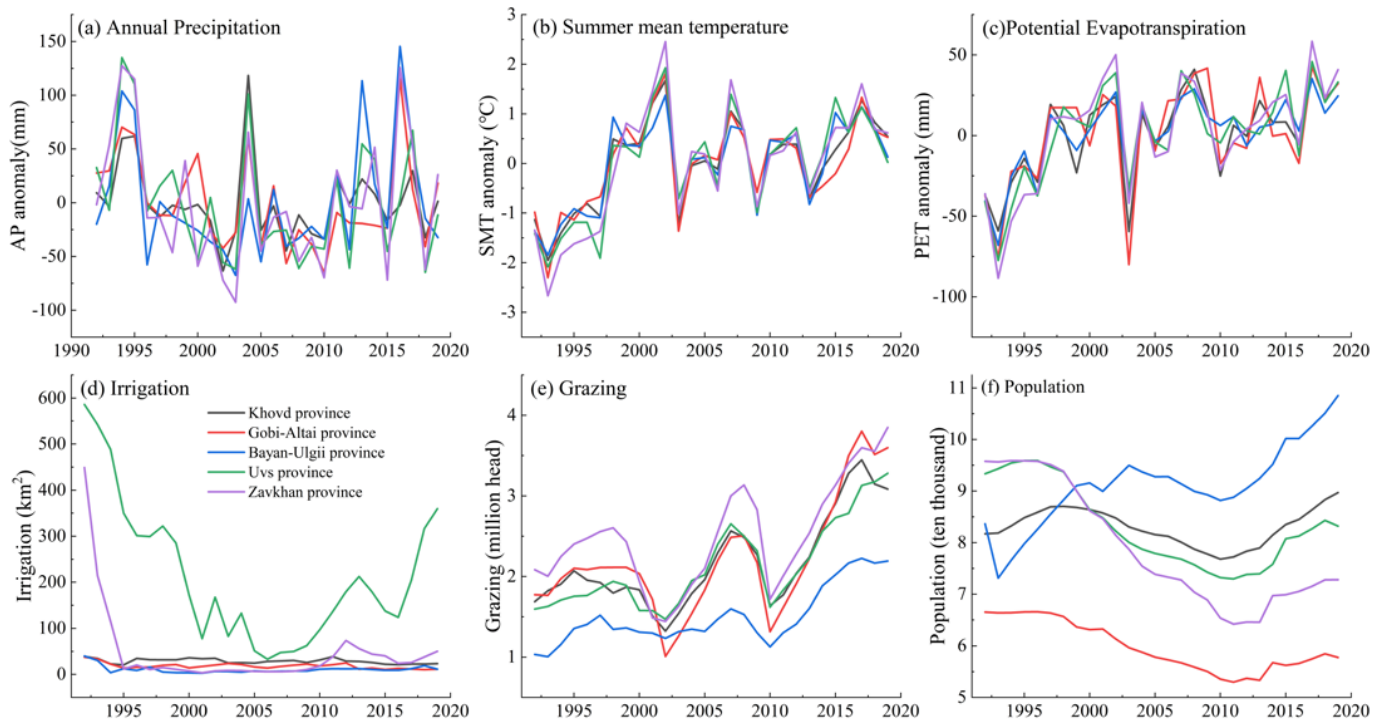 (a) Annual Precipitation
AP anomaly(mm)
150
100
50
0
-50
-100
1990 1995 2000 2005 2010 2015 2020
(b) Summer mean temperature
SMT anomaly (℃)
3
2
1
0
-1
-2
-3
1995 2000 2005 2010 2015 2020
(c)Potential Evapotranspiration
PET anomaly (mm)
50
0
-50
-100
1995 2000 2005 2010 2015 2020
(d) Irrigation
Irrigation (km²)
600
500
400
300
200
100
0
Khovd province
Gobi-Altai province
Bayan-Ulgii province
Uvs province
Zavkhan province
1995 2000 2005 2010 2015 2020
(e) Grazing
Grazing (million head)
4
3
2
1
1995 2000 2005 2010 2015 2020
(f) Population
Population (ten thousand)
11
10
9
8
7
6
5
1995 2000 2005 2010 2015 2020